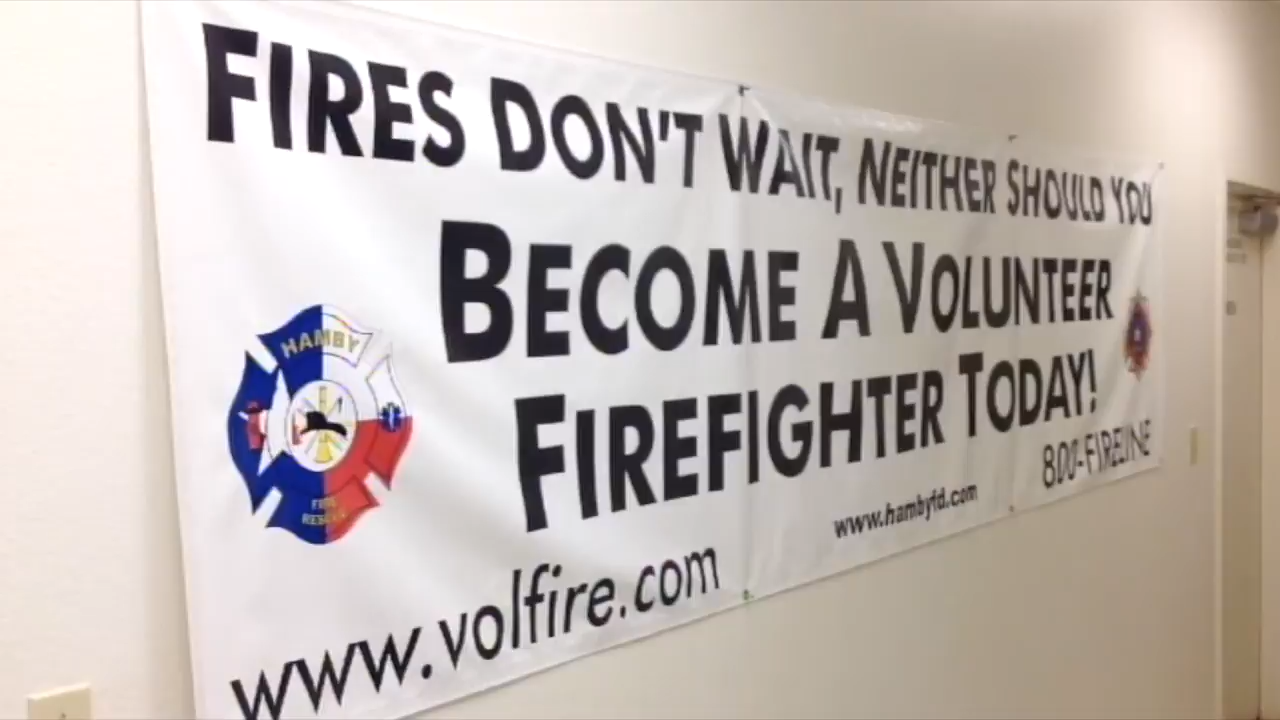 FIRES DON'T WAIT, NEITHER SHOULD YOU
BECOME A VOLUNTEER
FIREFIGHTER TODAY!
800-FIRELINE
www.hambyfd.com
www.volfire.com
HAMBY
FIRE
RESCUE